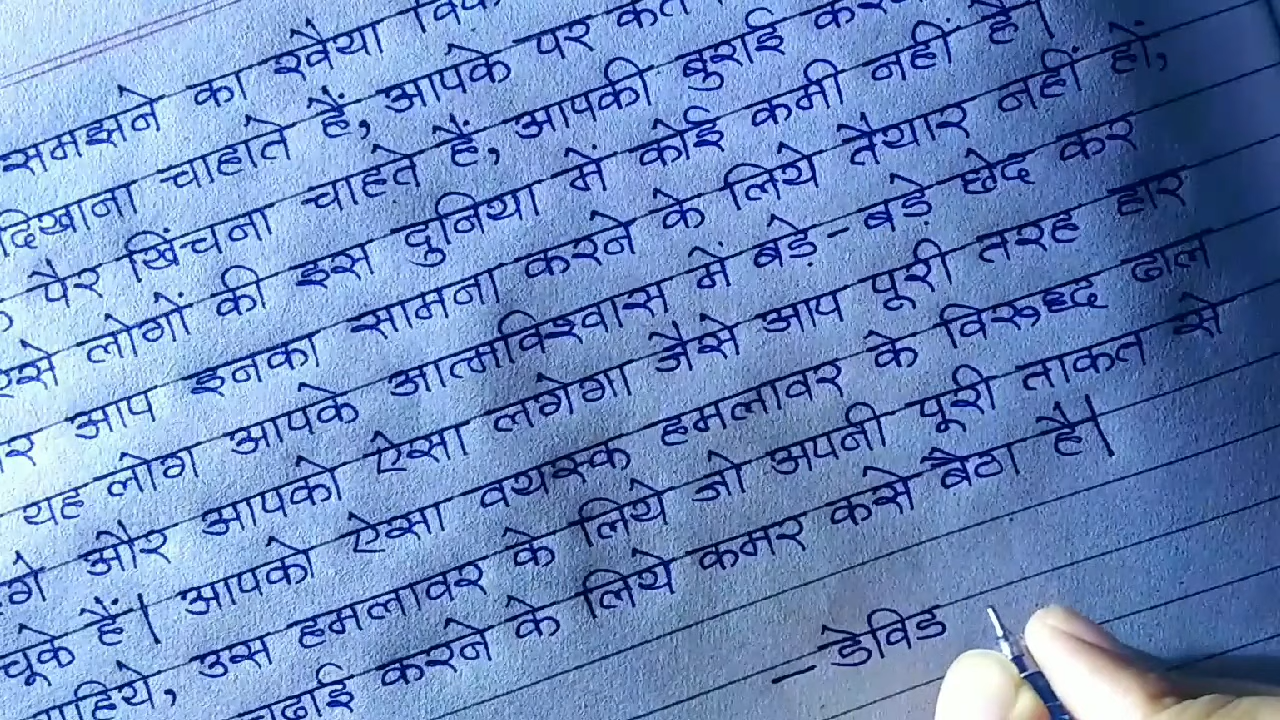 समझने का रवैया
दिखाना चाहाते हैं, आपके पर
पैर खिंचना चाहते हैं, आपकी बुराई
लोगों की इस दुनिया में कोई कमी नहीं है।
आप इनका सामना करने के लिये तैयार नहीं हों,
यह लोग आपके आत्मविश्वास में बड़े-बड़े छेद कर
और आपको ऐसा लगेगा जैसे आप पूरी तरह हार
चूके हैं। आपको ऐसा वयस्क हमलावर के विरूध्द ढाल
उस हमलावर के लिये जो अपनी पूरी ताकत से
करने के लिये कमर कसे बैठा है।
—डेविड